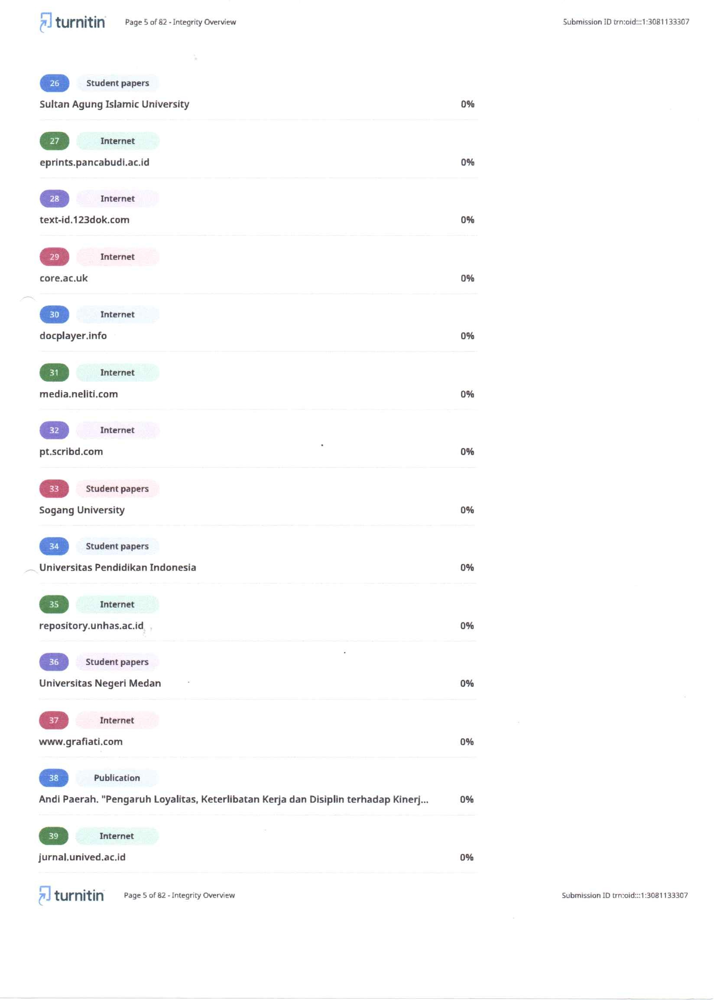 turnitin Page 5 of 82 - Integrity Overview Submission ID trn:oid:::1:3081133307
26 Student papers
Sultan Agung Islamic University 0%
27 Internet
eprints.pancabudi.ac.id 0%
28 Internet
text-id.123dok.com 0%
29 Internet
core.ac.uk 0%
30 Internet
docplayer.info 0%
31 Internet
media.neliti.com 0%
32 Internet
pt.scribd.com 0%
33 Student papers
Sogang University 0%
34 Student papers
Universitas Pendidikan Indonesia 0%
35 Internet
repository.unhas.ac.id 0%
36 Student papers
Universitas Negeri Medan 0%
37 Internet
www.grafiati.com 0%
38 Publication
Andi Paerah. "Pengaruh Loyalitas, Keterlibatan Kerja dan Disiplin terhadap Kinerj... 0%
39 Internet
jurnal.unived.ac.id 0%
turnitin Page 5 of 82 - Integrity Overview Submission ID trn:oid:::1:3081133307